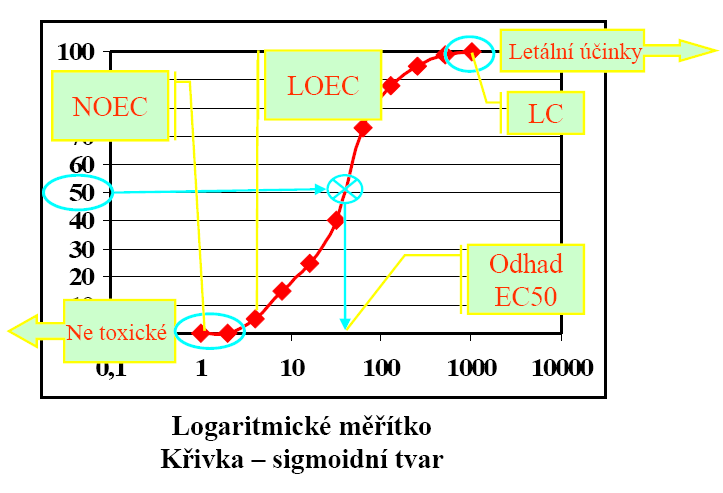 100
Letální účinky
NOEC
LOEC
LC
70
60
50
40
30
20
10
Odhad
EC50
Ne toxické
0,1
1
10
100
1000
10000
Logaritmické měřítko
Křivka – sigmoidní tvar